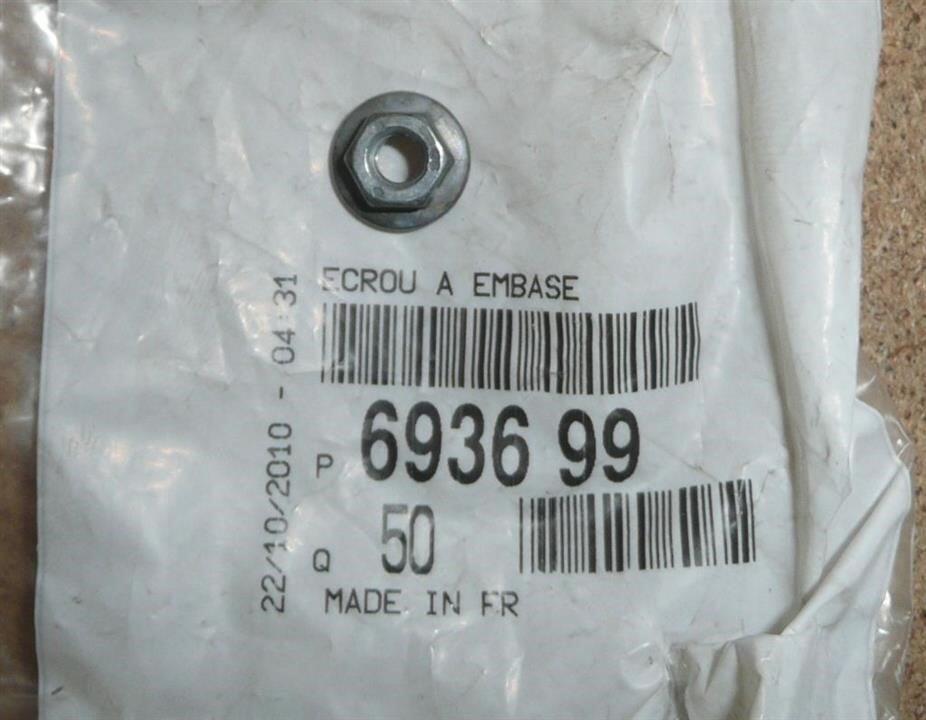 ECROU A EMBASE
P 6936 99
Q 50
MADE IN FR
22/10/2010 - 04:31